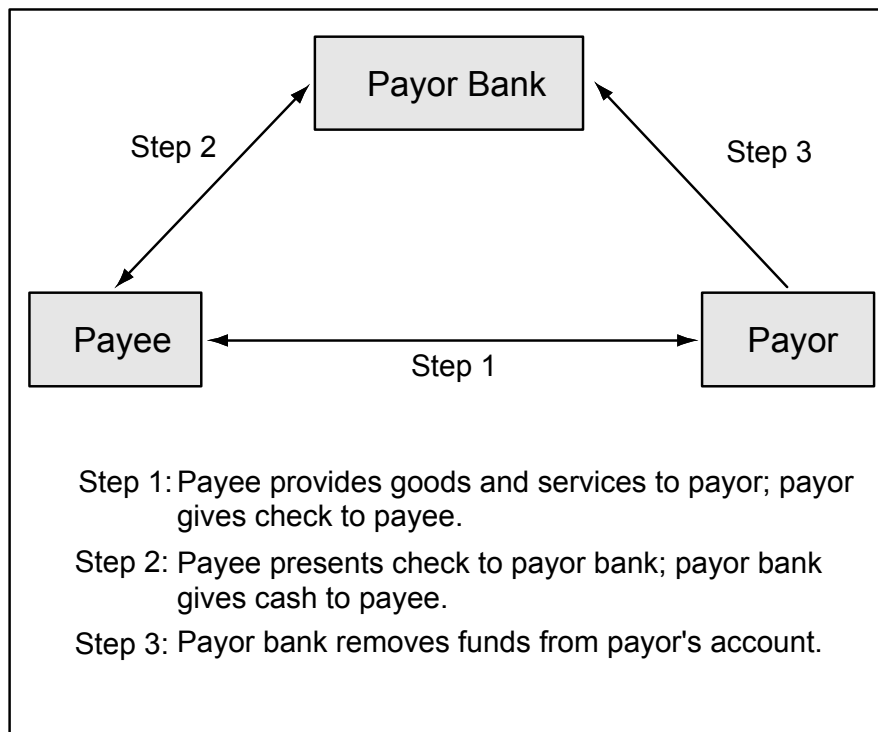 Payor Bank
Step 2
Step 3
Payee
Payor
Step 1
Step 1: Payee provides goods and services to payor; payor
gives check to payee.
Step 2: Payee presents check to payor bank; payor bank
gives cash to payee.
Step 3: Payor bank removes funds from payor's account.